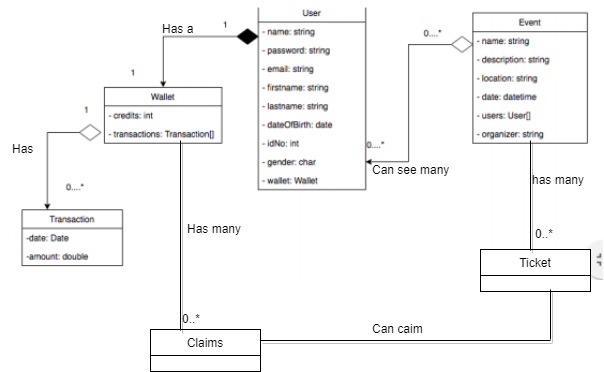 User
- name: string
- password: string
- email: string
- firstname: string
- lastname: string
- dateOfBirth: date
- idNo: int
- gender: char
- wallet: Wallet
Event
- name: string
- description: string
- location: string
- date: datetime
- users: User[]
- organizer: string
Has a
1
1
0....*
0....*
Can see many
Wallet
- credits: int
- transactions: Transaction[]
1
Has
0....*
Transaction
-date: Date
-amount: double
Has many
0..*
has many
0..*
Ticket
Can caim
Claims